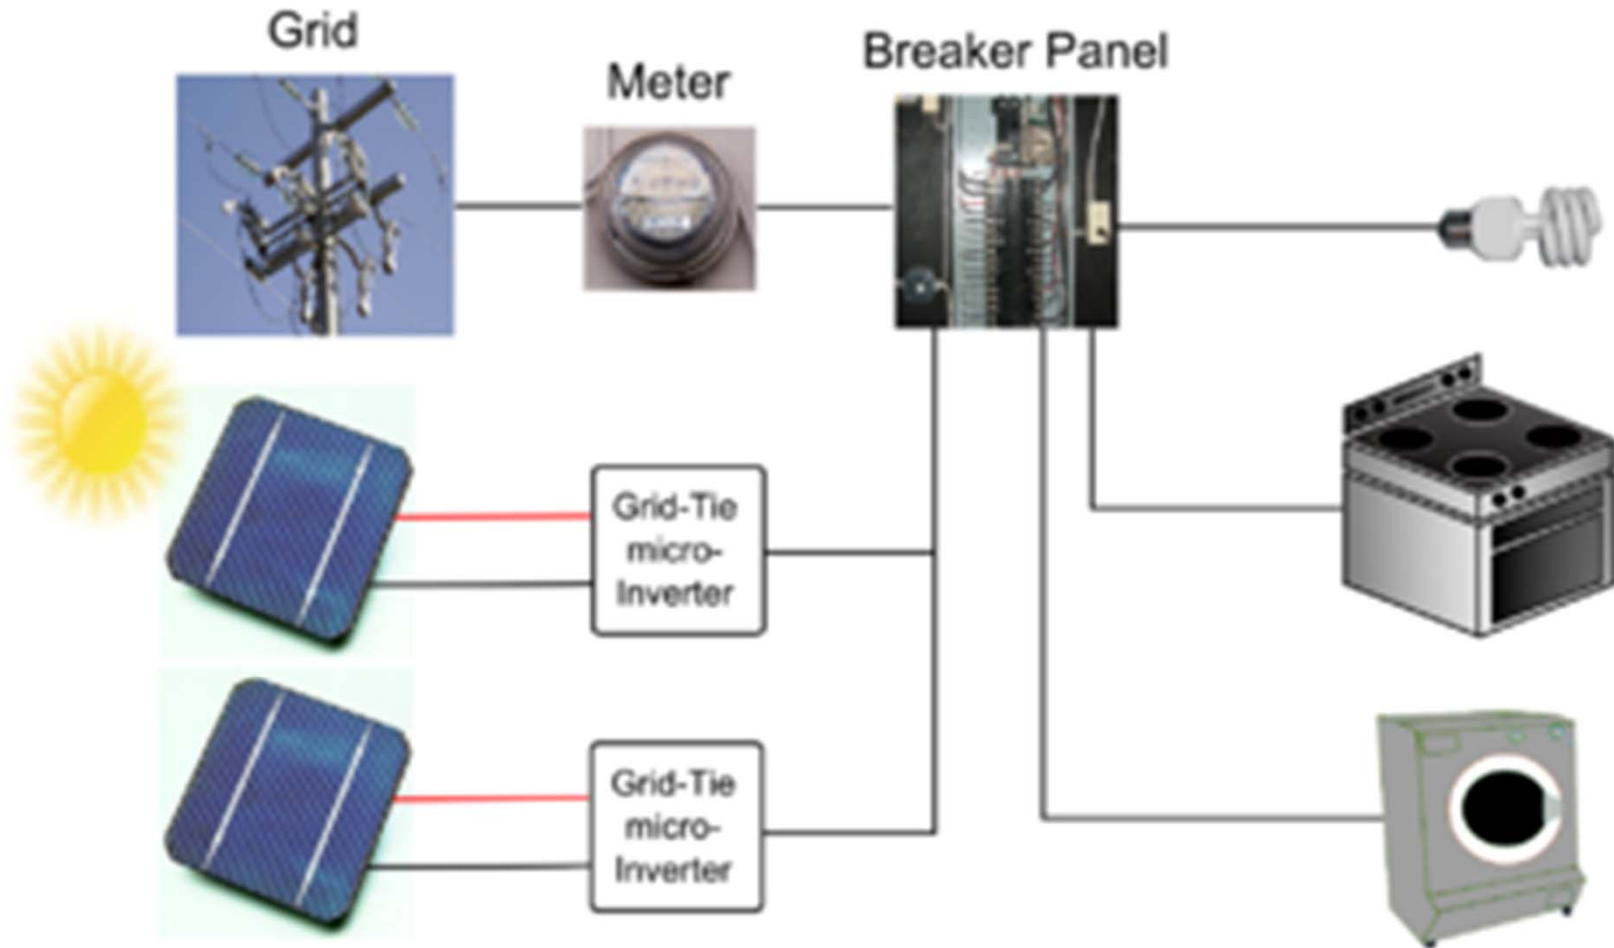 Grid
Meter
Breaker Panel
Grid-Tie
micro-
Inverter
Grid-Tie
micro-
Inverter